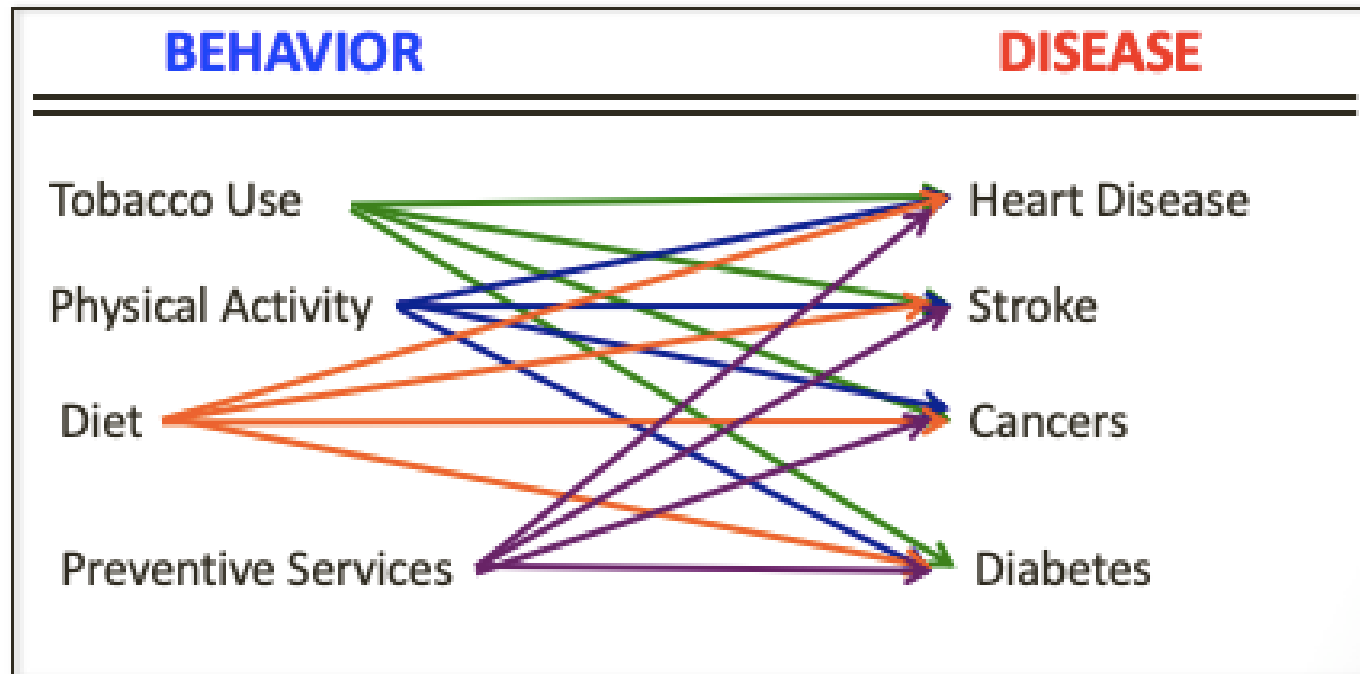 BEHAVIOR DISEASE
Tobacco Use Heart Disease
Physical Activity Stroke
Diet Cancers
Preventive Services Diabetes